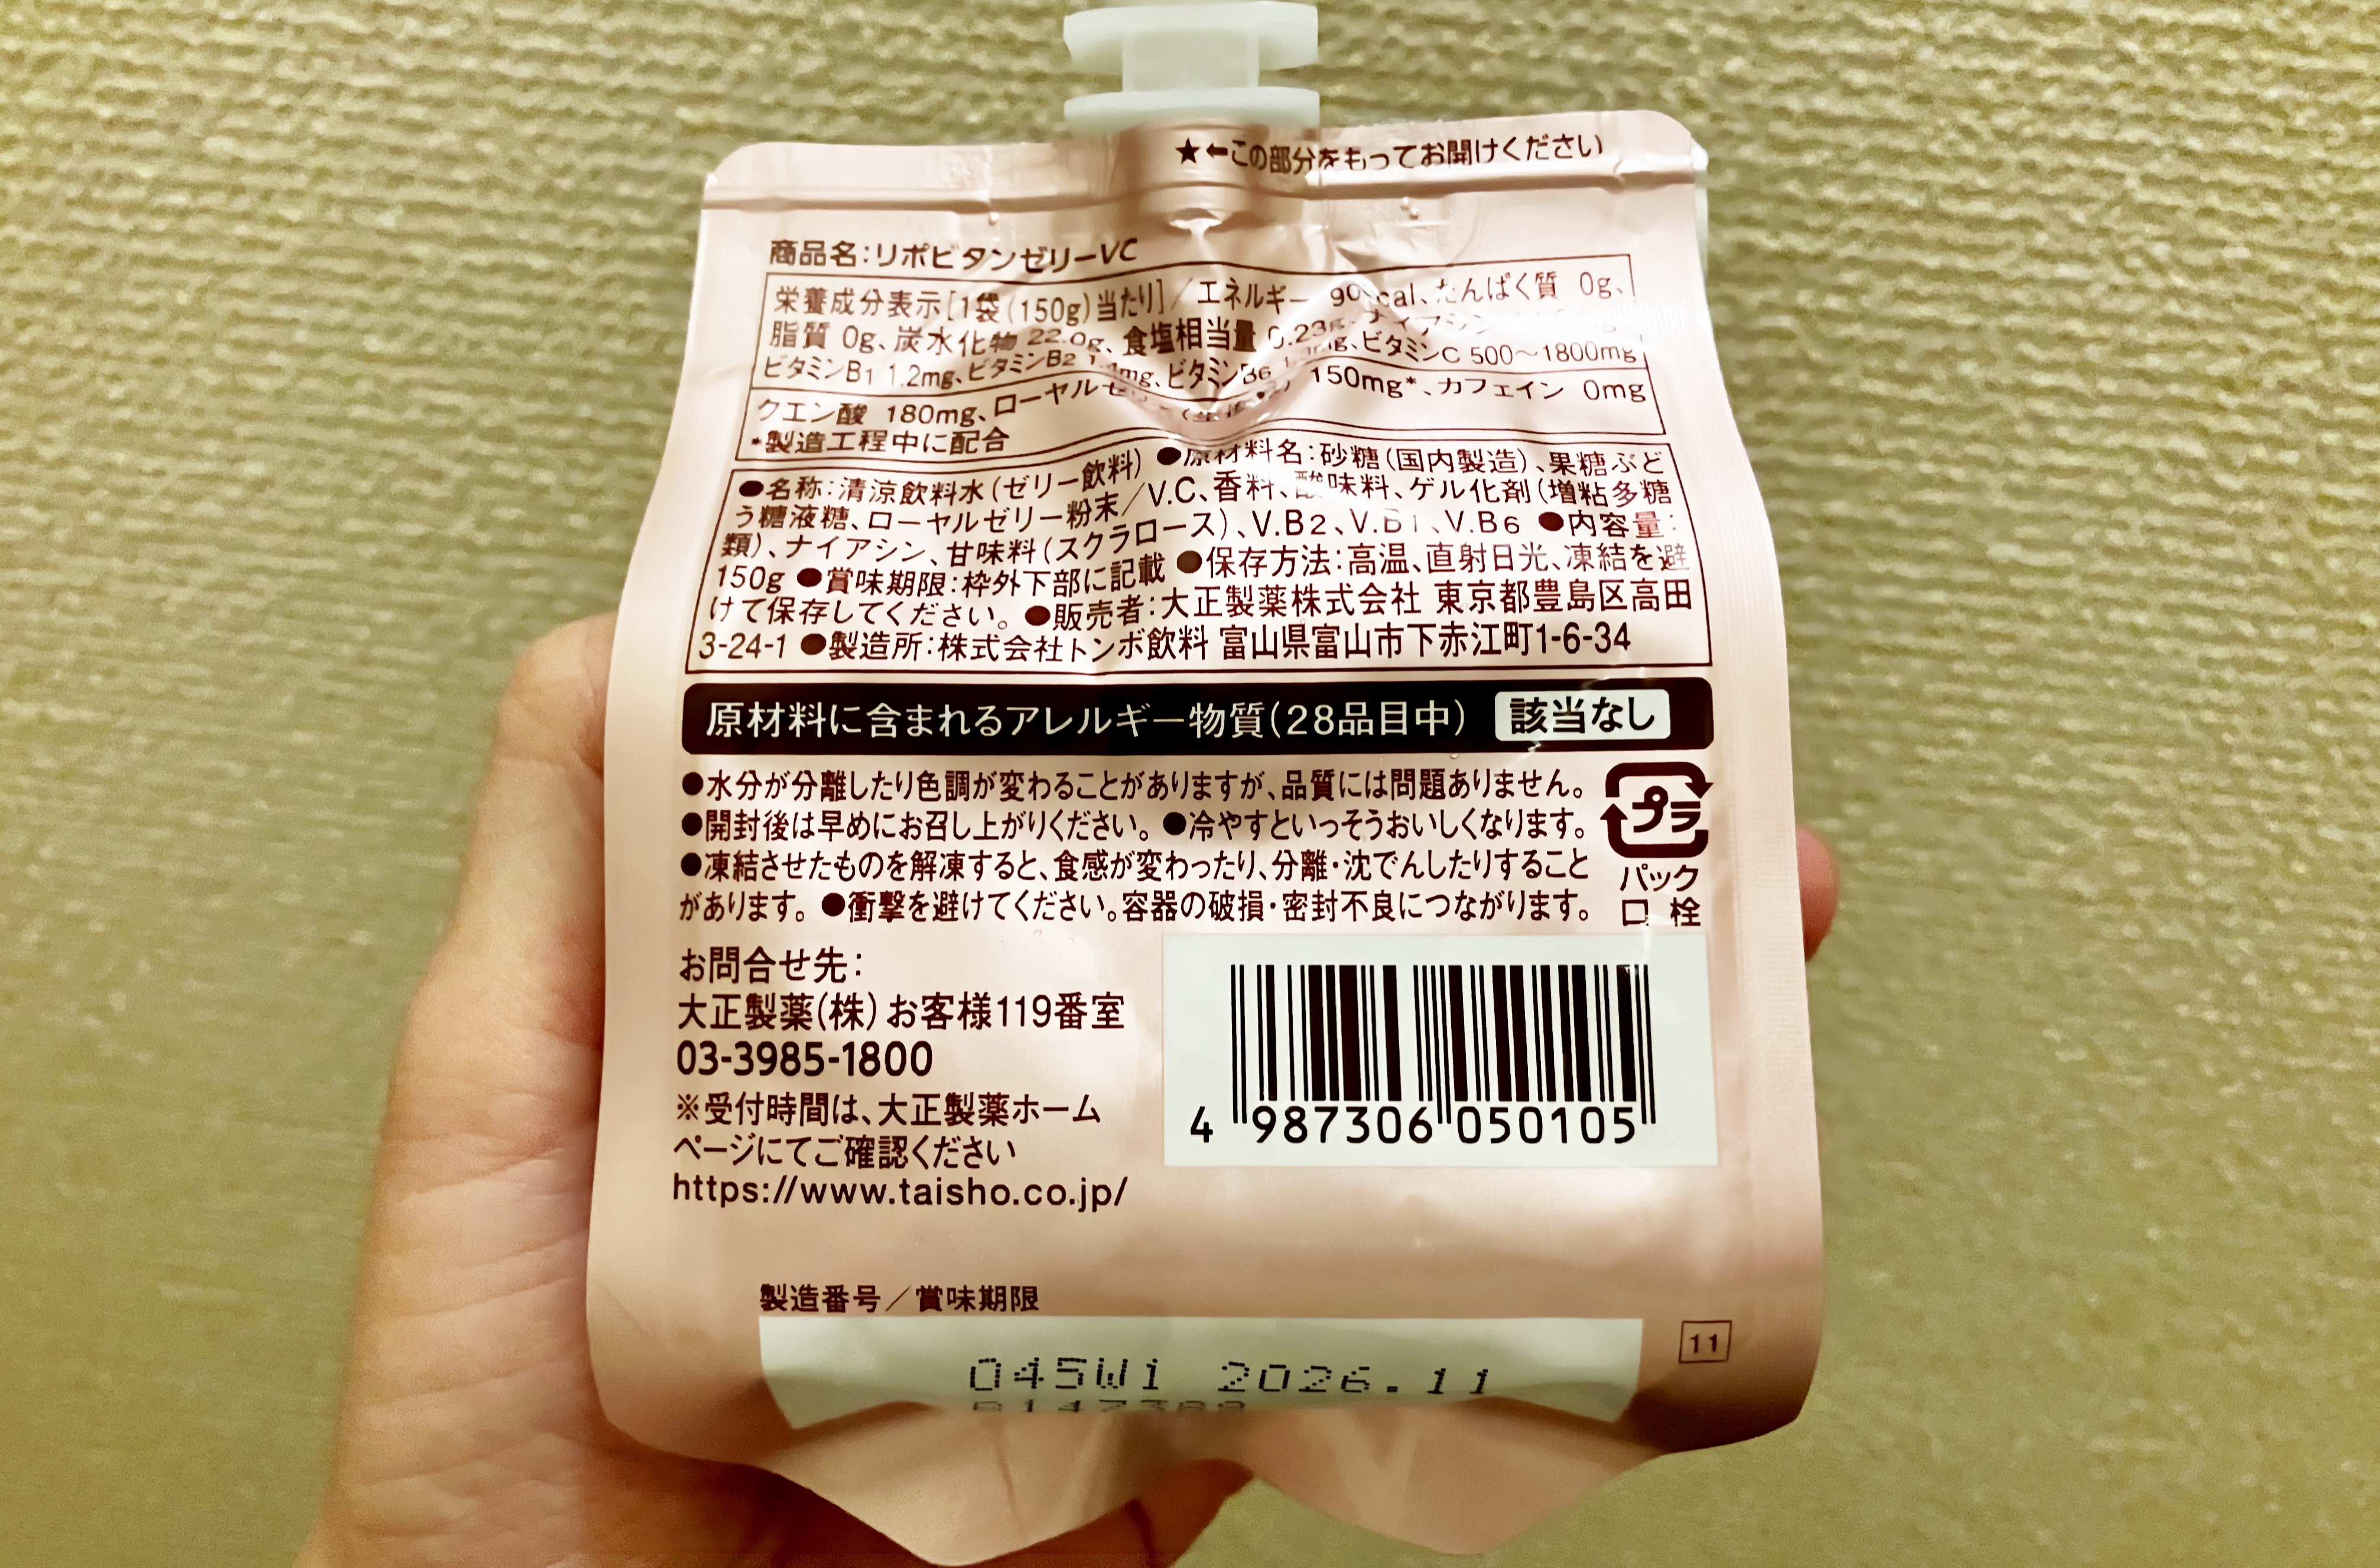 ★←この部分をもってお開けください
商品名:リポビタンゼリーVC
栄養成分表示[1袋(150g)当たり]/エネルギー 90 cal、たんぱく質 0g、
脂質 0g、炭水化物 22.0g、食塩相当量 0.23g、ナイアシン
ビタミンB1 1.2mg、ビタミンB2 1.4mg、ビタミンB6 mg、ビタミンC 500〜1800mg
クエン酸 180mg、ローヤルゼリー 150mg*、カフェイン 0mg
*製造工程中に配合
●名称:清涼飲料水(ゼリー飲料) ●原材料名:砂糖(国内製造)、果糖ぶど
う糖液糖、ローヤルゼリー粉末/V.C、香料、酸味料、ゲル化剤(増粘多糖
類)、ナイアシン、甘味料(スクラロース)、V.B2、V.B1、V.B6 ●内容量:
150g ●賞味期限:枠外下部に記載 ●保存方法:高温、直射日光、凍結を避
けて保存してください。 ●販売者:大正製薬株式会社 東京都豊島区高田
3-24-1 ●製造所:株式会社トンボ飲料 富山県富山市下赤江町1-6-34
原材料に含まれるアレルギー物質(28品目中) 該当なし
●水分が分離したり色調が変わることがありますが、品質には問題ありません。
●開封後は早めにお召し上がりください。 ●冷やすといっそうおいしくなります。
●凍結させたものを解凍すると、食感が変わったり、分離・沈でんしたりすること
があります。 ●衝撃を避けてください。容器の破損・密封不良につながります。
プラ
パック
口 栓
お問合せ先:
大正製薬(株)お客様119番室
03-3985-1800
※受付時間は、大正製薬ホーム
ページにてご確認ください
https://www.taisho.co.jp/
4 987306 050105
製造番号/賞味期限
11
045W1 2026.11